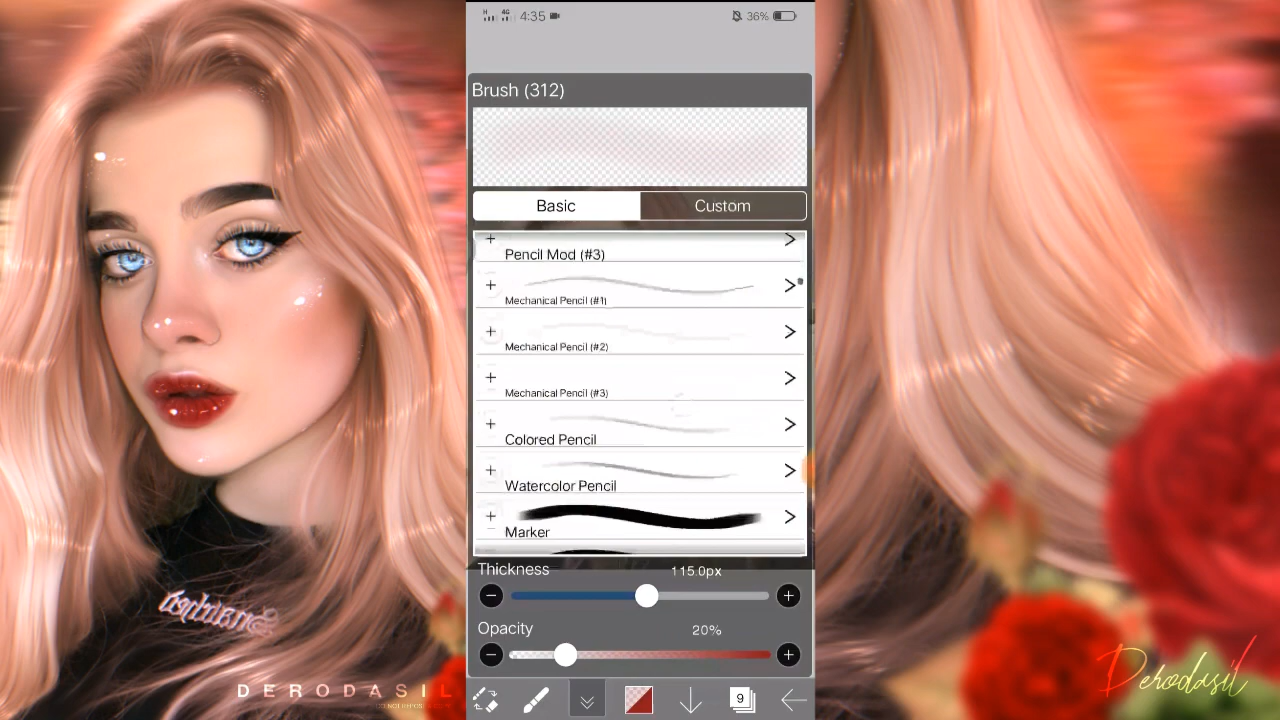 H 4G 4:35 36%
Brush (312)
Basic Custom
Pencil Mod (#3)
Mechanical Pencil (#1)
Mechanical Pencil (#2)
Mechanical Pencil (#3)
Colored Pencil
Watercolor Pencil
Marker
Thickness 115.0px
Opacity 20%
9
DERODASIL
Derodasil